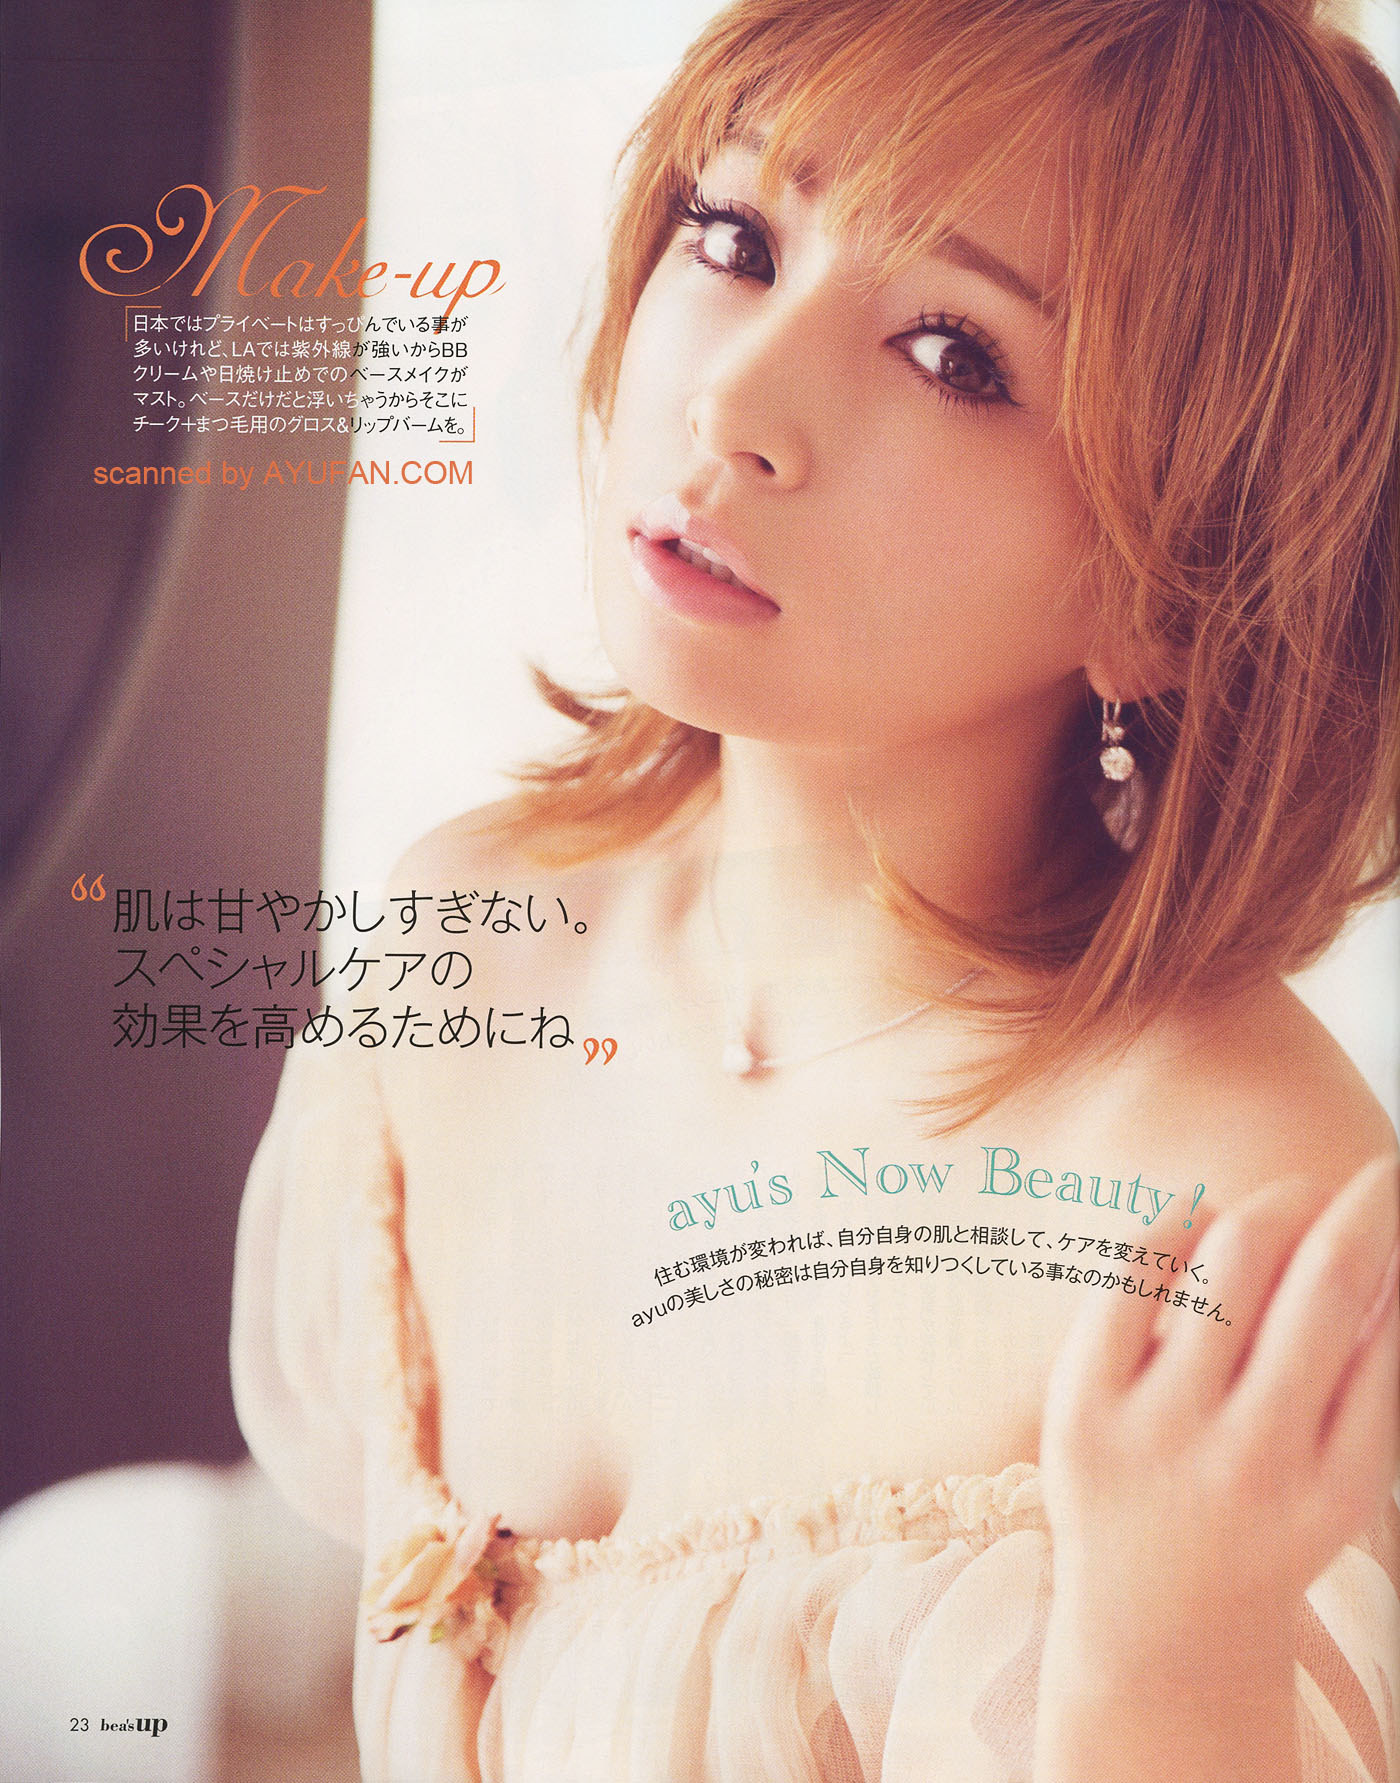 Make-up
日本ではプライベートはすっぴんでいる事が
多いけれど、LAでは紫外線が強いからBB
クリームや日焼け止めでのベースメイクが
マスト。ベースだけだと浮いちゃうからそこに
チーク+まつ毛用のグロス&リップバームを。
scanned by AYUFAN.COM
“肌は甘やかしすぎない。
スペシャルケアの
効果を高めるためにね”
ayu's Now Beauty!
住む環境が変われば、自分自身の肌と相談して、ケアを変えていく。
ayuの美しさの秘密は自分自身を知りつくしている事なのかもしれません。
23 bea's up